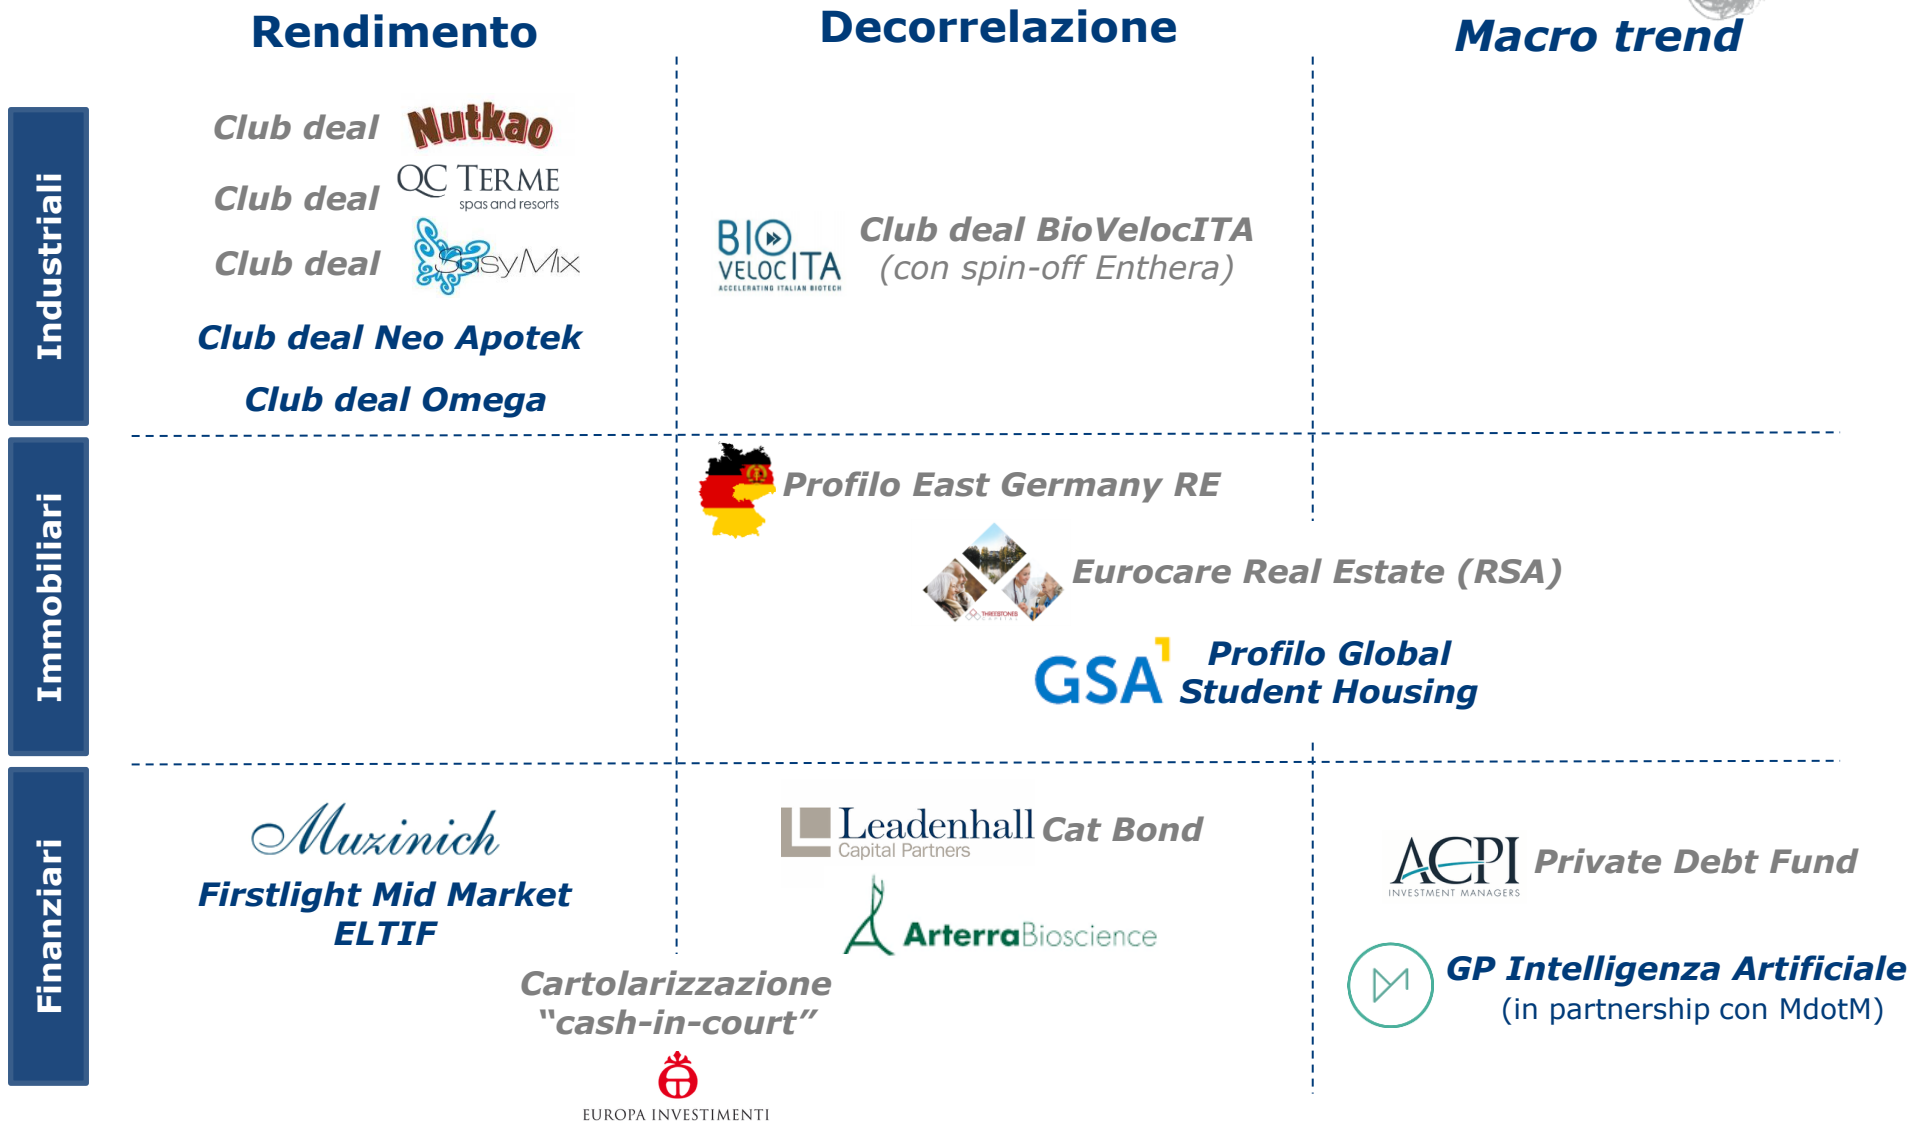 Rendimento
Decorrelazione
Macro trend
Industriali
Club deal Nutkao
Club deal QC TERME
spas and resorts
Club deal SusyMix
Club deal Neo Apotek
Club deal Omega
BIO
VELOCITA
ACCELERATING ITALIAN BIOTECH
Club deal BioVelocITA
(con spin-off Enthera)
Immobiliari
Profilo East Germany RE
THREESTONES
CAPITAL
Eurocare Real Estate (RSA)
GSA
Profilo Global
Student Housing
Finanziari
Muzinich
Firstlight Mid Market
ELTIF
Leadenhall
Capital Partners
Cat Bond
ArterraBioscience
Cartolarizzazione
“cash-in-court”
EUROPA INVESTIMENTI
ACPI
INVESTMENT MANAGERS
Private Debt Fund
GP Intelligenza Artificiale
(in partnership con MdotM)